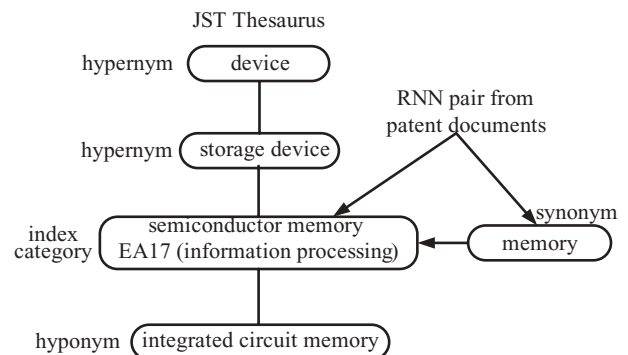 JST Thesaurus
hypernym
device
RNN pair from
patent documents
hypernym
storage device
synonym
index
category
semiconductor memory
EA17 (information processing)
memory
hyponym
integrated circuit memory